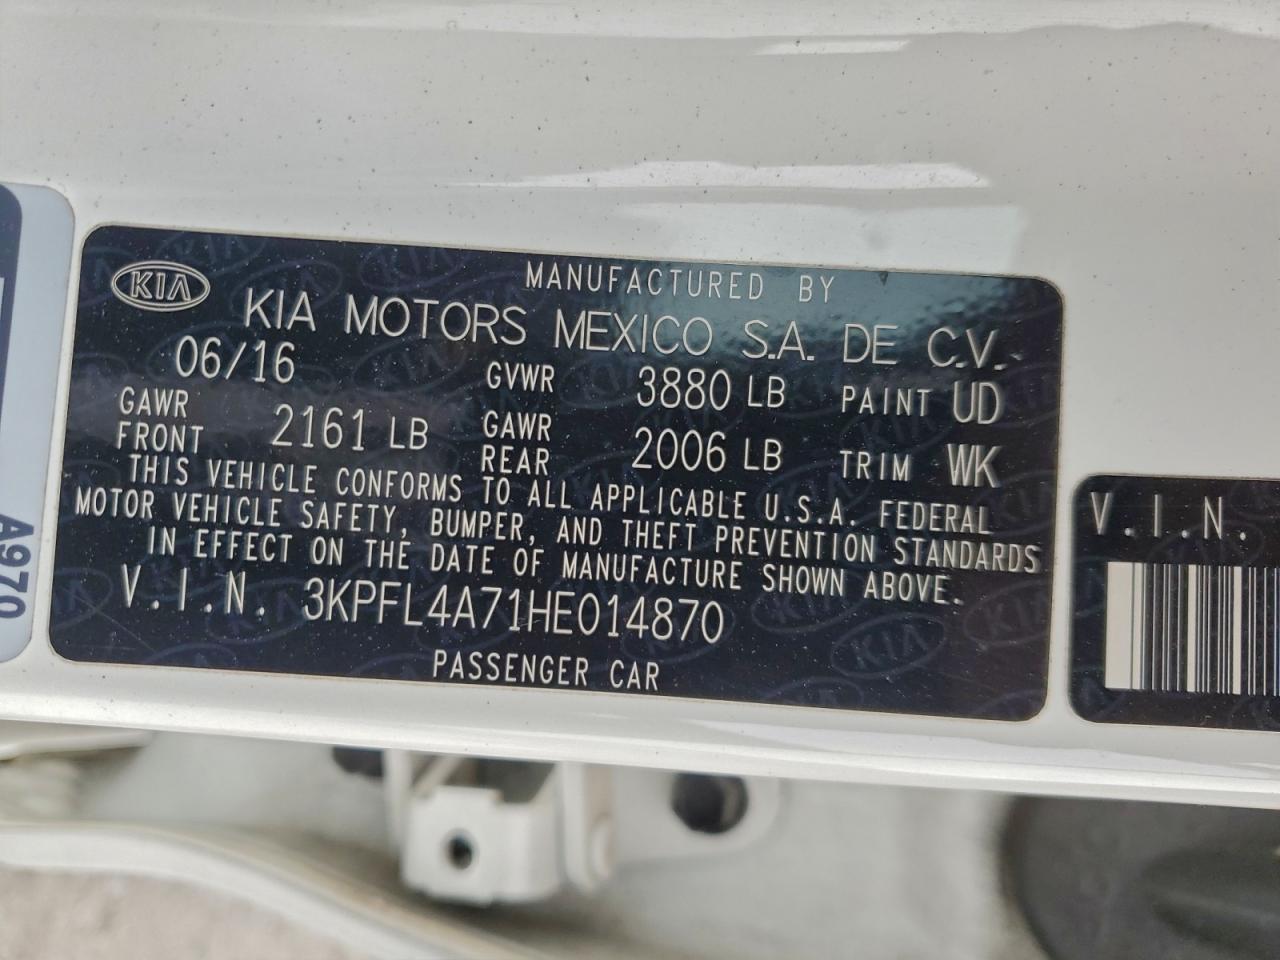 KIA
MANUFACTURED BY
KIA MOTORS MEXICO S.A. DE C.V.
06/16 GVWR 3880 LB PAINT UD
GAWR FRONT 2161 LB GAWR REAR 2006 LB TRIM WK
THIS VEHICLE CONFORMS TO ALL APPLICABLE U.S.A. FEDERAL
MOTOR VEHICLE SAFETY, BUMPER, AND THEFT PREVENTION STANDARDS
IN EFFECT ON THE DATE OF MANUFACTURE SHOWN ABOVE.
V.I.N. 3KPFL4A71HE014870
PASSENGER CAR
V.I.N.
A970